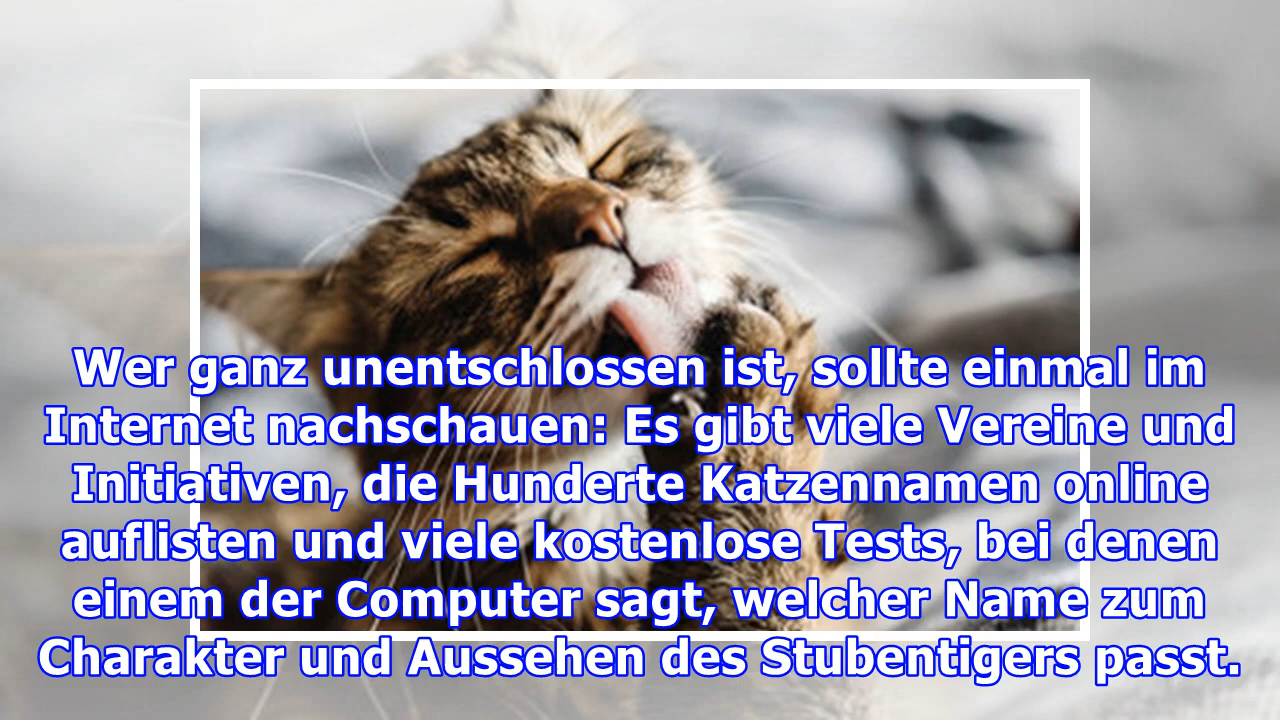 Wer ganz unentschlossen ist, sollte einmal im
Internet nachschauen: Es gibt viele Vereine und
Initiativen, die Hunderte Katzennamen online
auflisten und viele kostenlose Tests, bei denen
einem der Computer sagt, welcher Name zum
Charakter und Aussehen des Stubentigers passt.